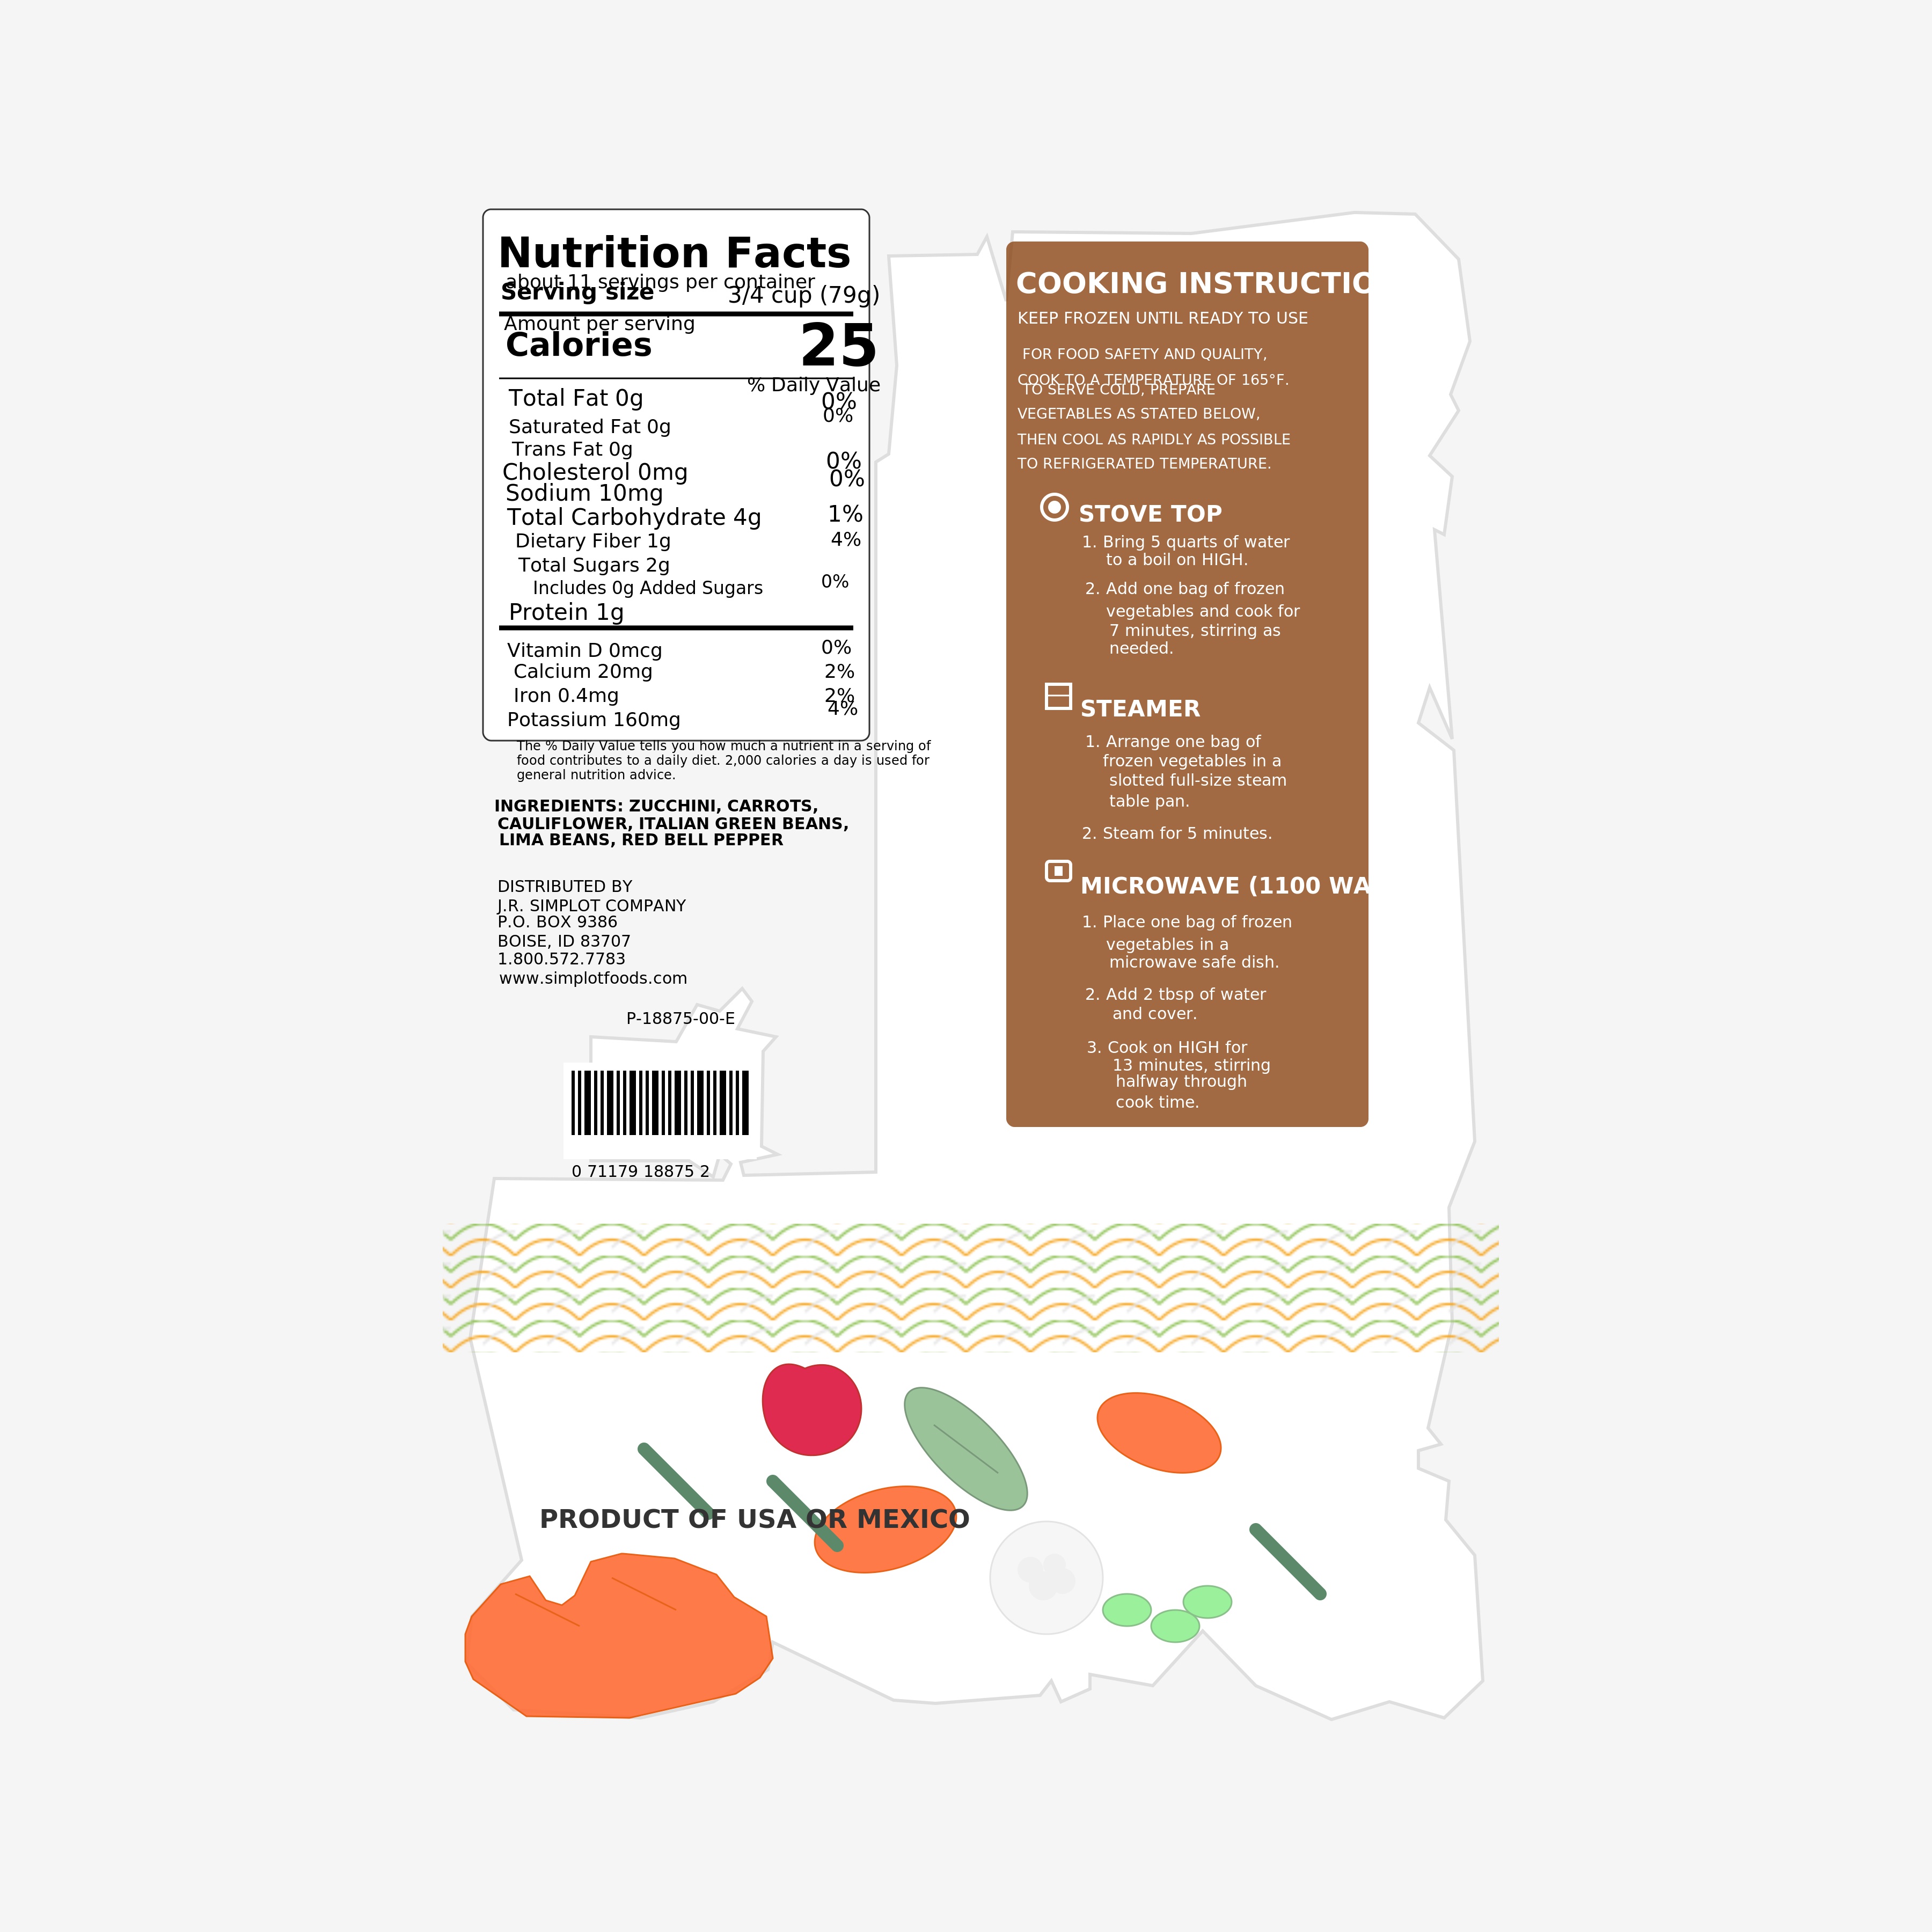 Nutrition Facts
about 11 servings per container
Serving size 3/4 cup (79g)
Amount per serving
Calories 25
% Daily Value
Total Fat 0g 0%
Saturated Fat 0g 0%
Trans Fat 0g
Cholesterol 0mg 0%
Sodium 10mg 0%
Total Carbohydrate 4g 1%
Dietary Fiber 1g 4%
Total Sugars 2g
Includes 0g Added Sugars 0%
Protein 1g
Vitamin D 0mcg 0%
Calcium 20mg 2%
Iron 0.4mg 2%
Potassium 160mg 4%
The % Daily Value tells you how much a nutrient in a serving of
food contributes to a daily diet. 2,000 calories a day is used for
general nutrition advice.
INGREDIENTS: ZUCCHINI, CARROTS,
CAULIFLOWER, ITALIAN GREEN BEANS,
LIMA BEANS, RED BELL PEPPER
DISTRIBUTED BY
J.R. SIMPLOT COMPANY
P.O. BOX 9386
BOISE, ID 83707
1.800.572.7783
www.simplotfoods.com
P-18875-00-E
0 71179 18875 2
COOKING INSTRUCTIO
KEEP FROZEN UNTIL READY TO USE
FOR FOOD SAFETY AND QUALITY,
COOK TO A TEMPERATURE OF 165°F.
TO SERVE COLD, PREPARE
VEGETABLES AS STATED BELOW,
THEN COOL AS RAPIDLY AS POSSIBLE
TO REFRIGERATED TEMPERATURE.
STOVE TOP
1. Bring 5 quarts of water
to a boil on HIGH.
2. Add one bag of frozen
vegetables and cook for
7 minutes, stirring as
needed.
STEAMER
1. Arrange one bag of
frozen vegetables in a
slotted full-size steam
table pan.
2. Steam for 5 minutes.
MICROWAVE (1100 WA
1. Place one bag of frozen
vegetables in a
microwave safe dish.
2. Add 2 tbsp of water
and cover.
3. Cook on HIGH for
13 minutes, stirring
halfway through
cook time.
PRODUCT OF USA OR MEXICO